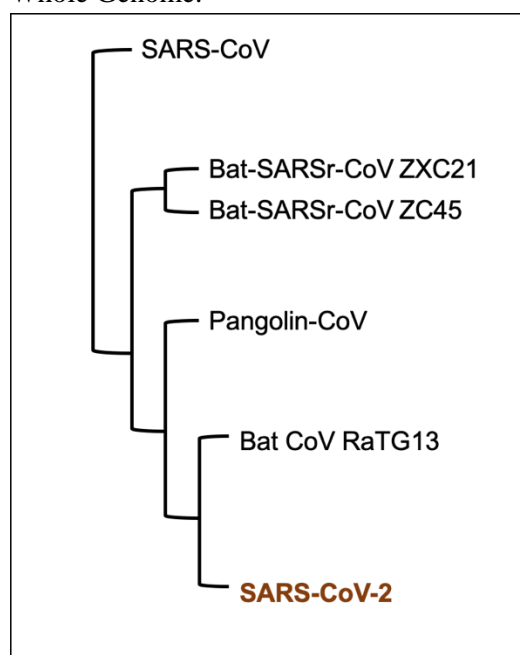 Whole Genome.
SARS-CoV
Bat-SARSr-CoV ZXC21
Bat-SARSr-CoV ZC45
Pangolin-CoV
Bat CoV RaTG13
SARS-CoV-2